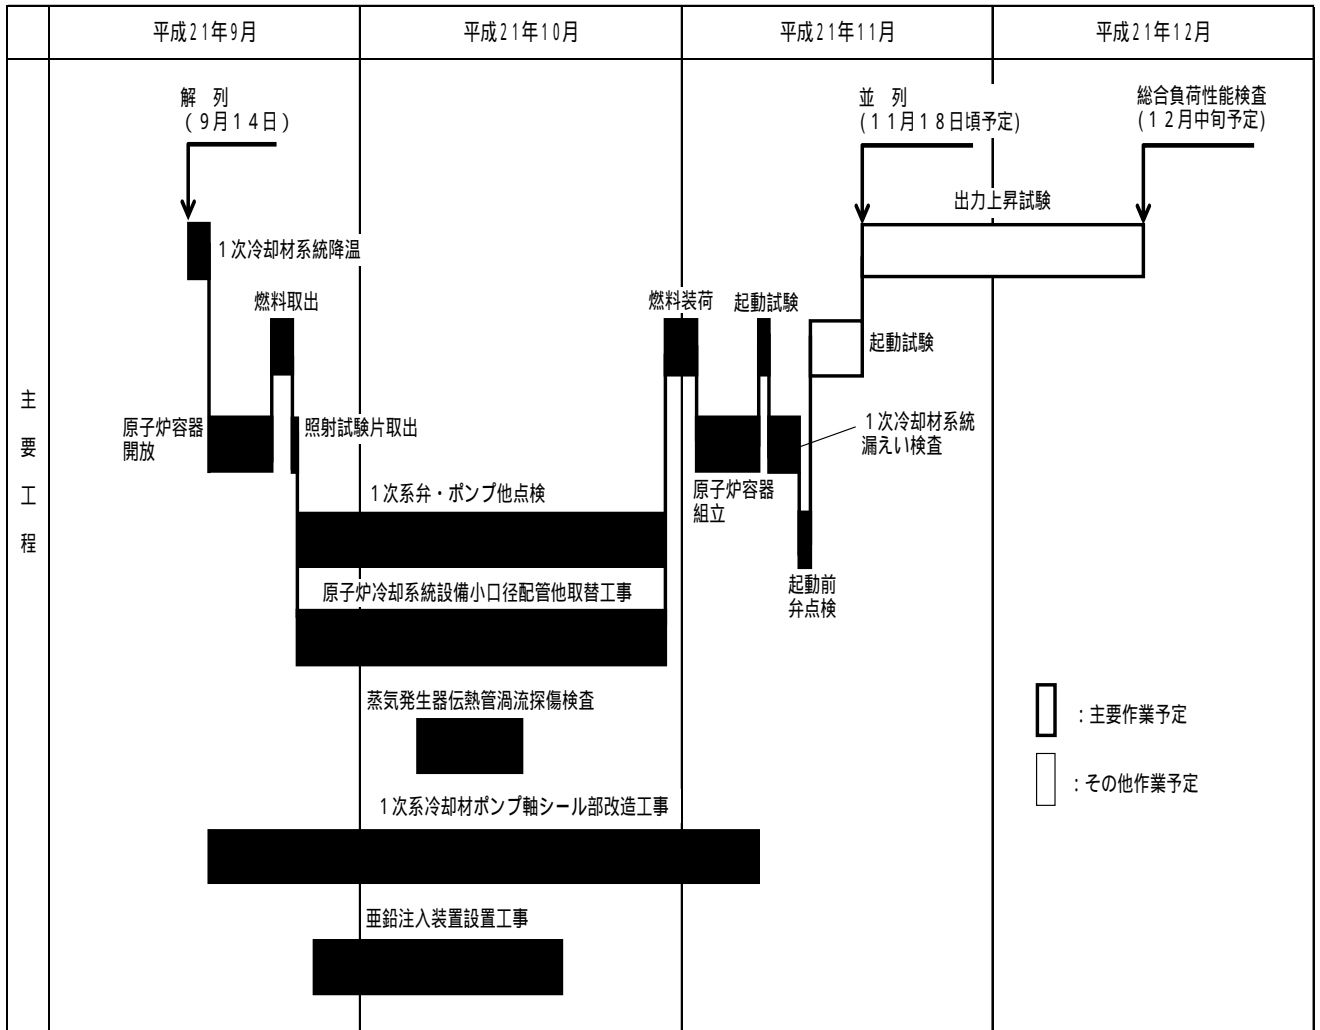 平成21年9月
平成21年10月
平成21年11月
平成21年12月
主要工程
解 列
(9月14日)
並 列
(11月18日頃予定)
総合負荷性能検査
(12月中旬予定)
出力上昇試験
1次冷却材系統降温
燃料取出
燃料装荷
起動試験
起動試験
原子炉容器
開放
照射試験片取出
1次冷却材系統
漏えい検査
1次系弁・ポンプ他点検
原子炉容器
組立
起動前
弁点検
原子炉冷却系統設備小口径配管他取替工事
蒸気発生器伝熱管渦流探傷検査
:主要作業予定
:その他作業予定
1次系冷却材ポンプ軸シール部改造工事
亜鉛注入装置設置工事